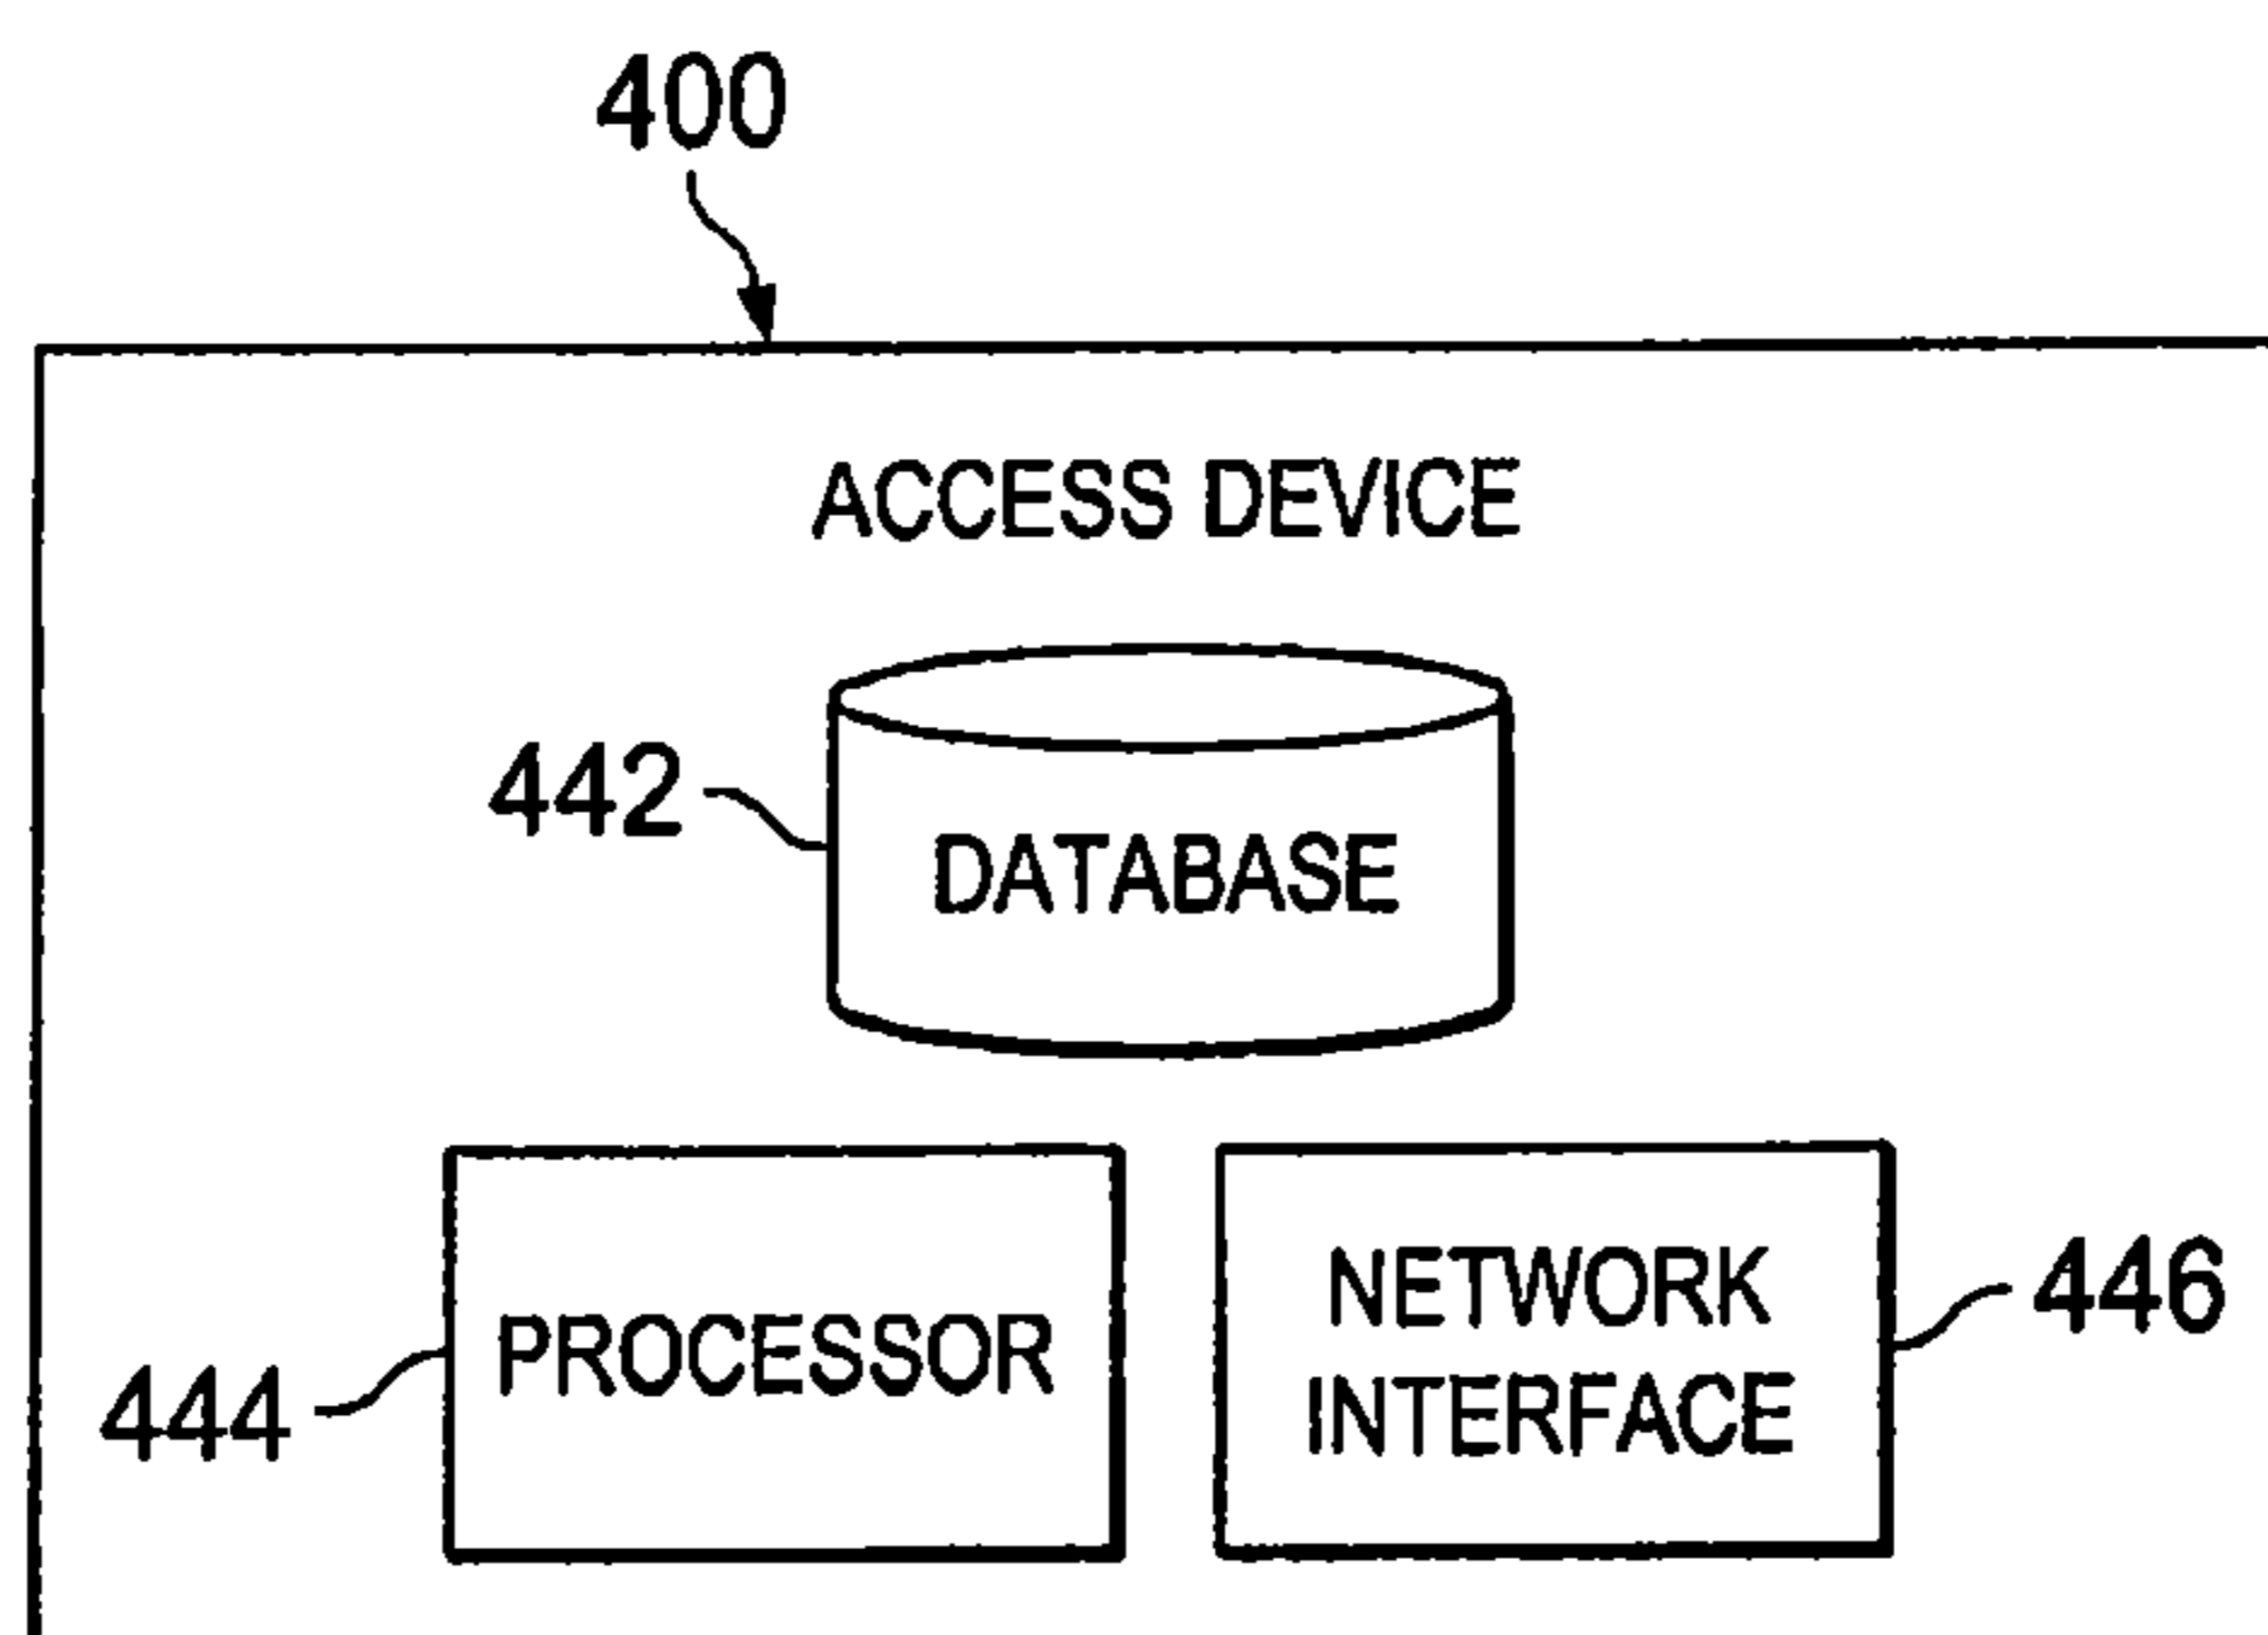 400
ACCESS DEVICE
442
DATABASE
444
PROCESSOR
NETWORK
INTERFACE
446